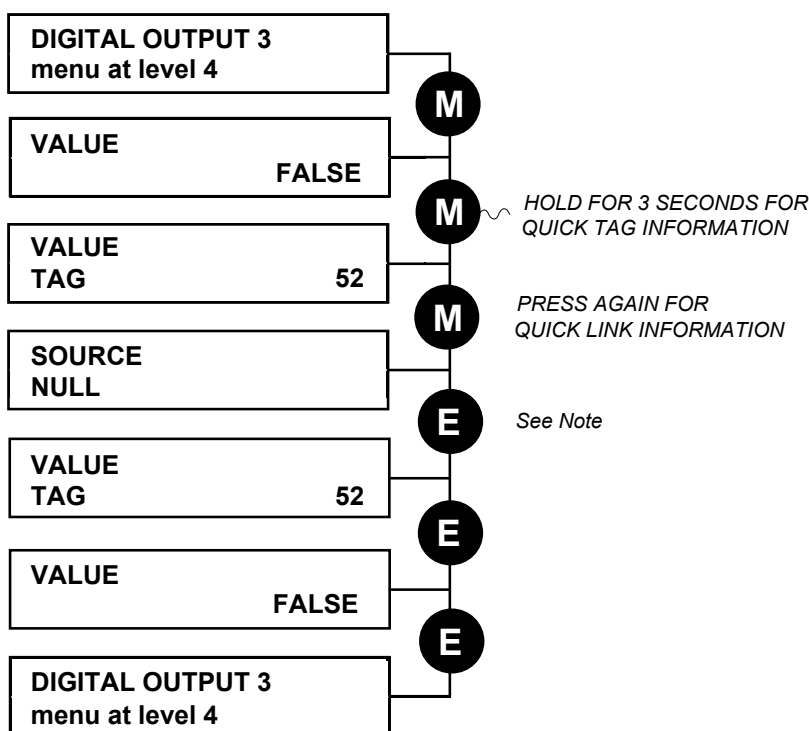 DIGITAL OUTPUT 3
menu at level 4
M
VALUE
FALSE
M
HOLD FOR 3 SECONDS FOR
QUICK TAG INFORMATION
VALUE
TAG 52
M
PRESS AGAIN FOR
QUICK LINK INFORMATION
SOURCE
NULL
E
See Note
VALUE
TAG 52
E
VALUE
FALSE
E
DIGITAL OUTPUT 3
menu at level 4